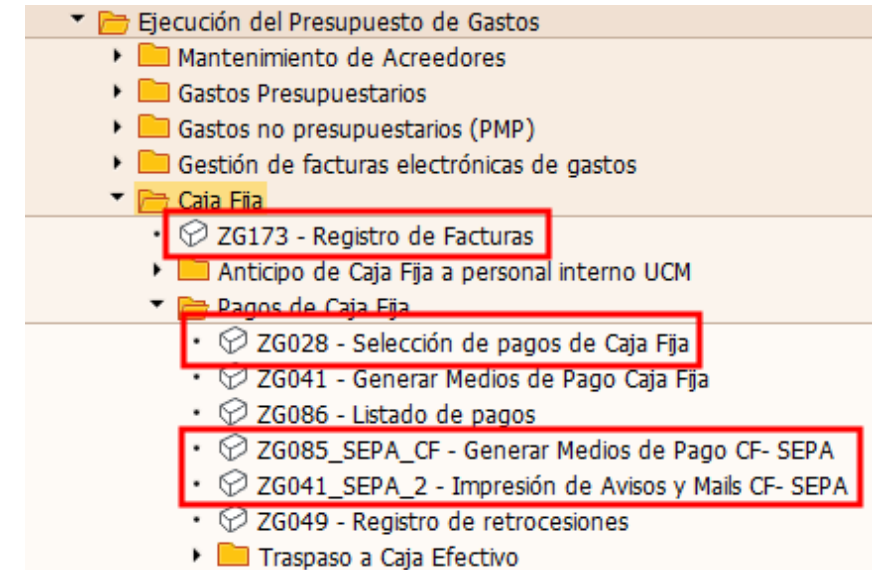 Ejecución del Presupuesto de Gastos
Mantenimiento de Acreedores
Gastos Presupuestarios
Gastos no presupuestarios (PMP)
Gestión de facturas electrónicas de gastos
Caja Fija
ZG173 - Registro de Facturas
Anticipo de Caja Fija a personal interno UCM
Pagos de Caja Fija
ZG028 - Selección de pagos de Caja Fija
ZG041 - Generar Medios de Pago Caja Fija
ZG086 - Listado de pagos
ZG085_SEPA_CF - Generar Medios de Pago CF- SEPA
ZG041_SEPA_2 - Impresión de Avisos y Mails CF- SEPA
ZG049 - Registro de retrocesiones
Traspaso a Caja Efectivo